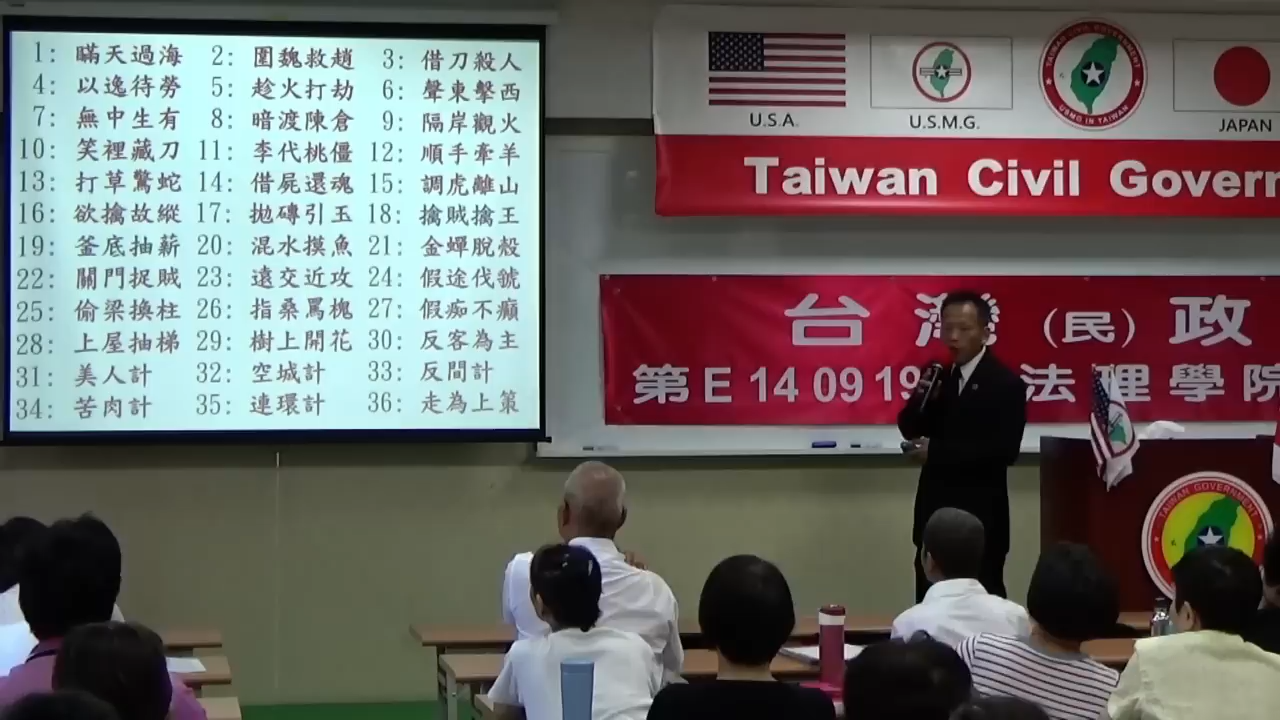 1: 瞞天過海 2: 圍魏救趙 3: 借刀殺人
4: 以逸待勞 5: 趁火打劫 6: 聲東擊西
7: 無中生有 8: 暗渡陳倉 9: 隔岸觀火
10: 笑裡藏刀 11: 李代桃僵 12: 順手牽羊
13: 打草驚蛇 14: 借屍還魂 15: 調虎離山
16: 欲擒故縱 17: 拋磚引玉 18: 擒賊擒王
19: 釜底抽薪 20: 混水摸魚 21: 金蟬脫殼
22: 關門捉賊 23: 遠交近攻 24: 假途伐虢
25: 偷梁換柱 26: 指桑罵槐 27: 假痴不癲
28: 上屋抽梯 29: 樹上開花 30: 反客為主
31: 美人計 32: 空城計 33: 反間計
34: 苦肉計 35: 連環計 36: 走為上策
U.S.A. U.S.M.G. JAPAN
TAIWAN CIVIL GOVERNMENT
USMG IN TAIWAN
Taiwan Civil Govern
台灣(民)政
第E 14 09 19 法理學院
TAIWAN GOVERNMENT